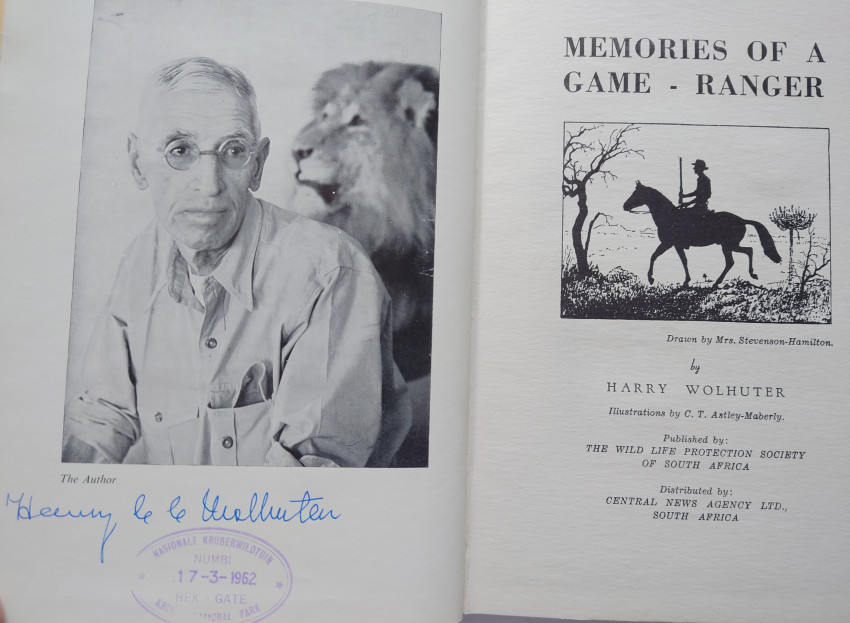 The Author
Henry C C Wolhuter
NASIONALE KRUGERWILDTUIN
NUMBI
17-3-1962
HEK - GATE
NATIONAL PARK
MEMORIES OF A
GAME - RANGER
Drawn by Mrs. Stevenson-Hamilton.
by
HARRY WOLHUTER
Illustrations by C. T. Astley-Maberly.
Published by:
THE WILD LIFE PROTECTION SOCIETY
OF SOUTH AFRICA
Distributed by:
CENTRAL NEWS AGENCY LTD.,
SOUTH AFRICA